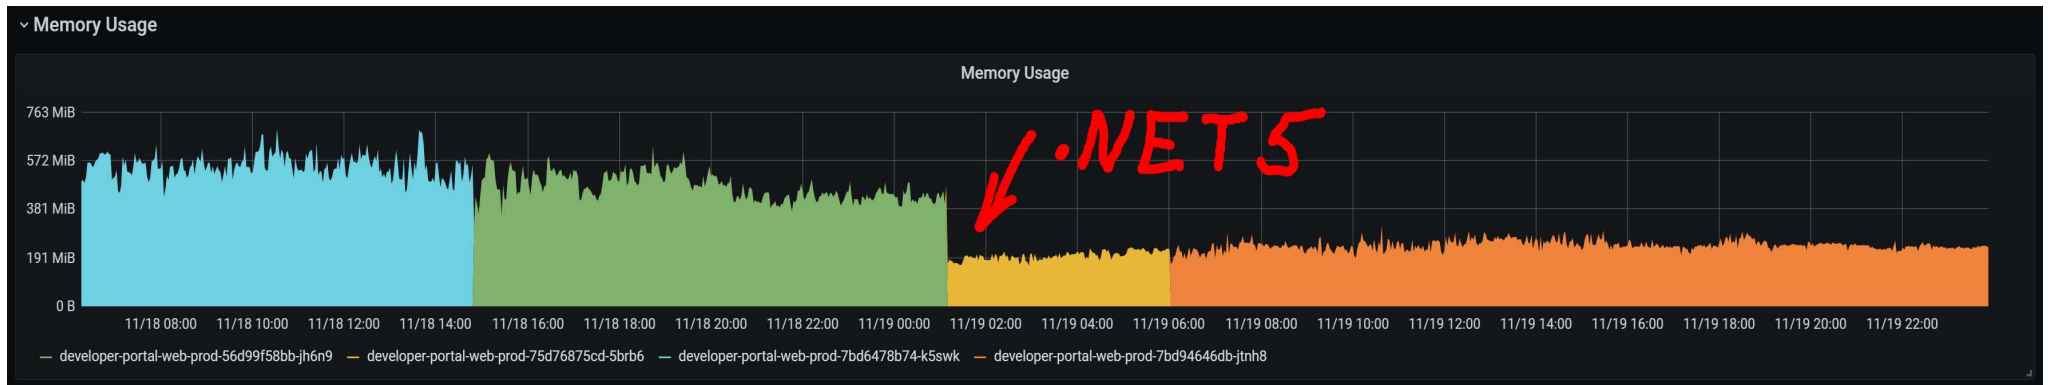 Memory Usage
Memory Usage
763 MiB
572 MiB
381 MiB
191 MiB
0 B
.NET 5
11/18 08:00 11/18 10:00 11/18 12:00 11/18 14:00 11/18 16:00 11/18 18:00 11/18 20:00 11/18 22:00 11/19 00:00 11/19 02:00 11/19 04:00 11/19 06:00 11/19 08:00 11/19 10:00 11/19 12:00 11/19 14:00 11/19 16:00 11/19 18:00 11/19 20:00 11/19 22:00
developer-portal-web-prod-56d99f58bb-jh6n9 developer-portal-web-prod-75d76875cd-5brb6 developer-portal-web-prod-7bd6478b74-k5swk developer-portal-web-prod-7bd94646db-jtnh8